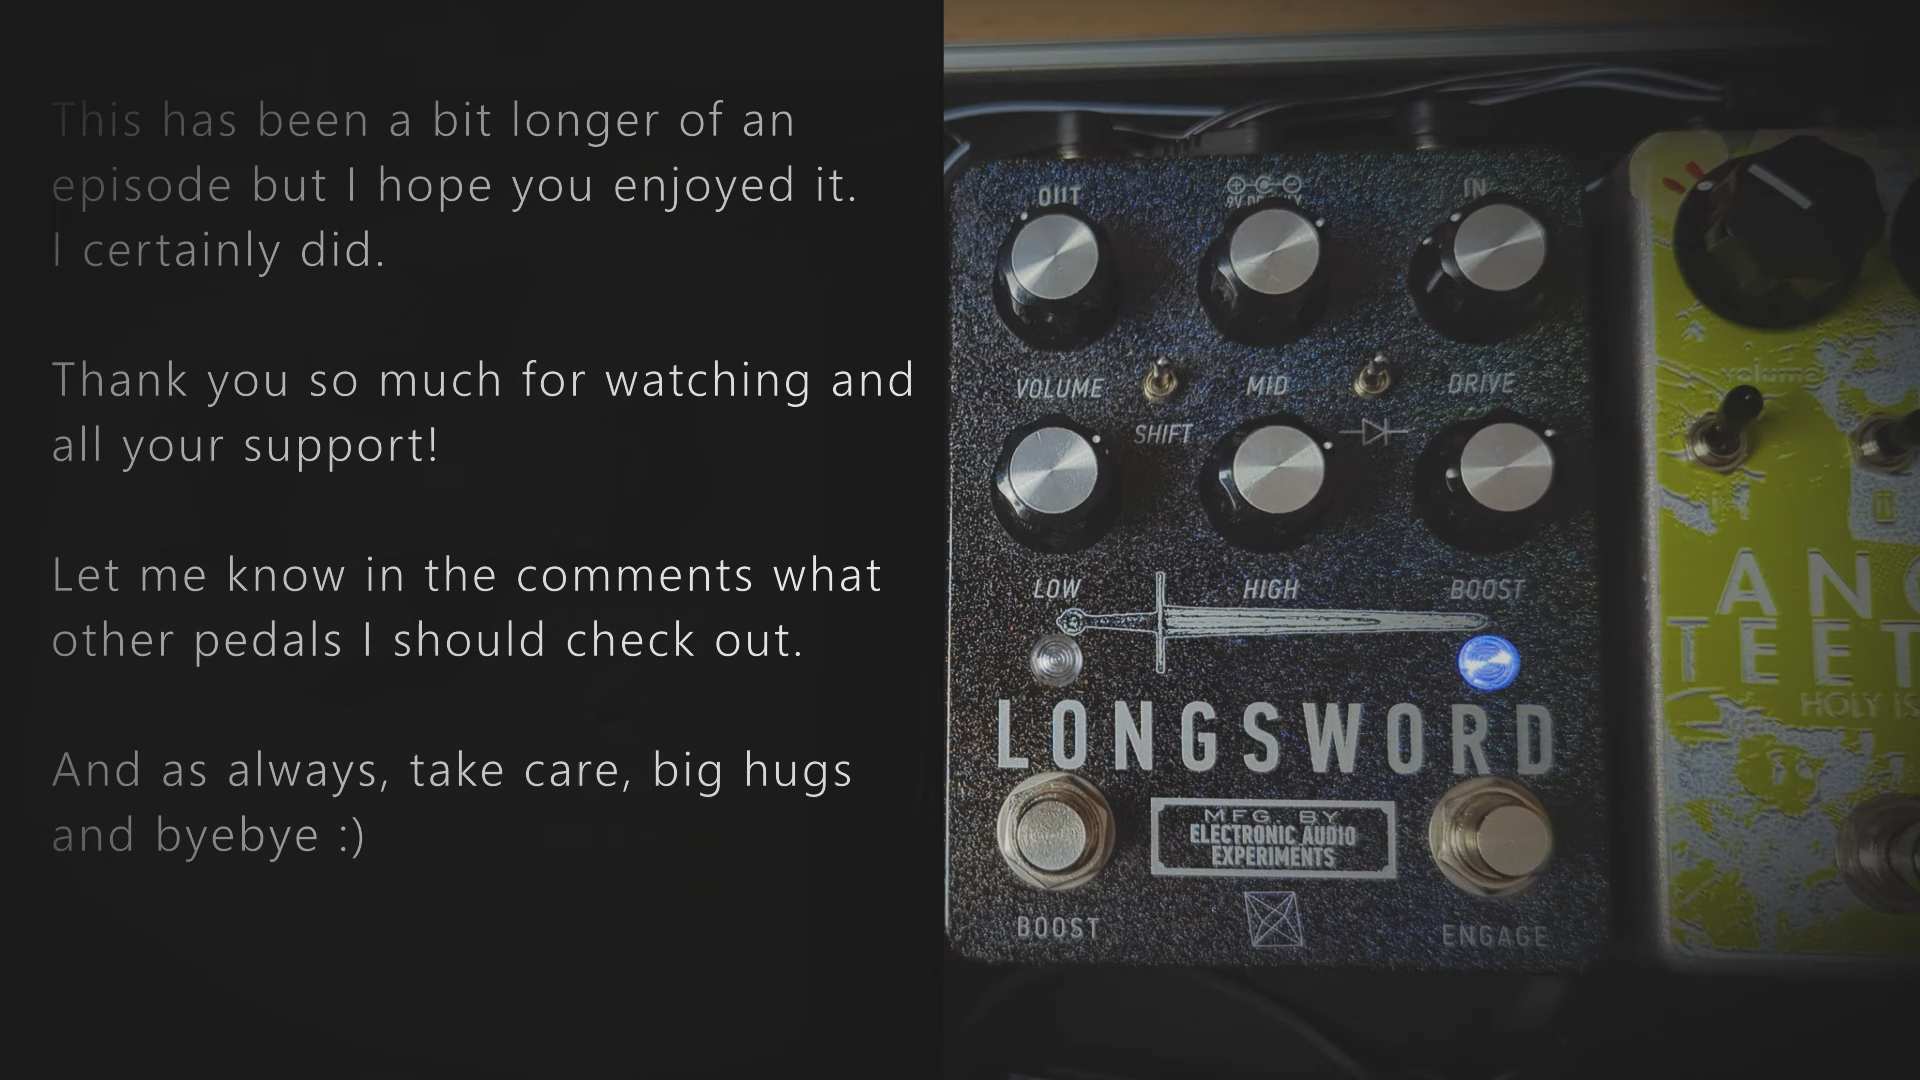 This has been a bit longer of an
episode but I hope you enjoyed it.
I certainly did.
Thank you so much for watching and
all your support!
Let me know in the comments what
other pedals I should check out.
And as always, take care, big hugs
and byebye :)
OUT
IN
VOLUME
MID
DRIVE
SHIFT
LOW
HIGH
BOOST
LONGSWORD
MFG. BY
ELECTRONIC AUDIO
EXPERIMENTS
BOOST
ENGAGE
volume
HOLY